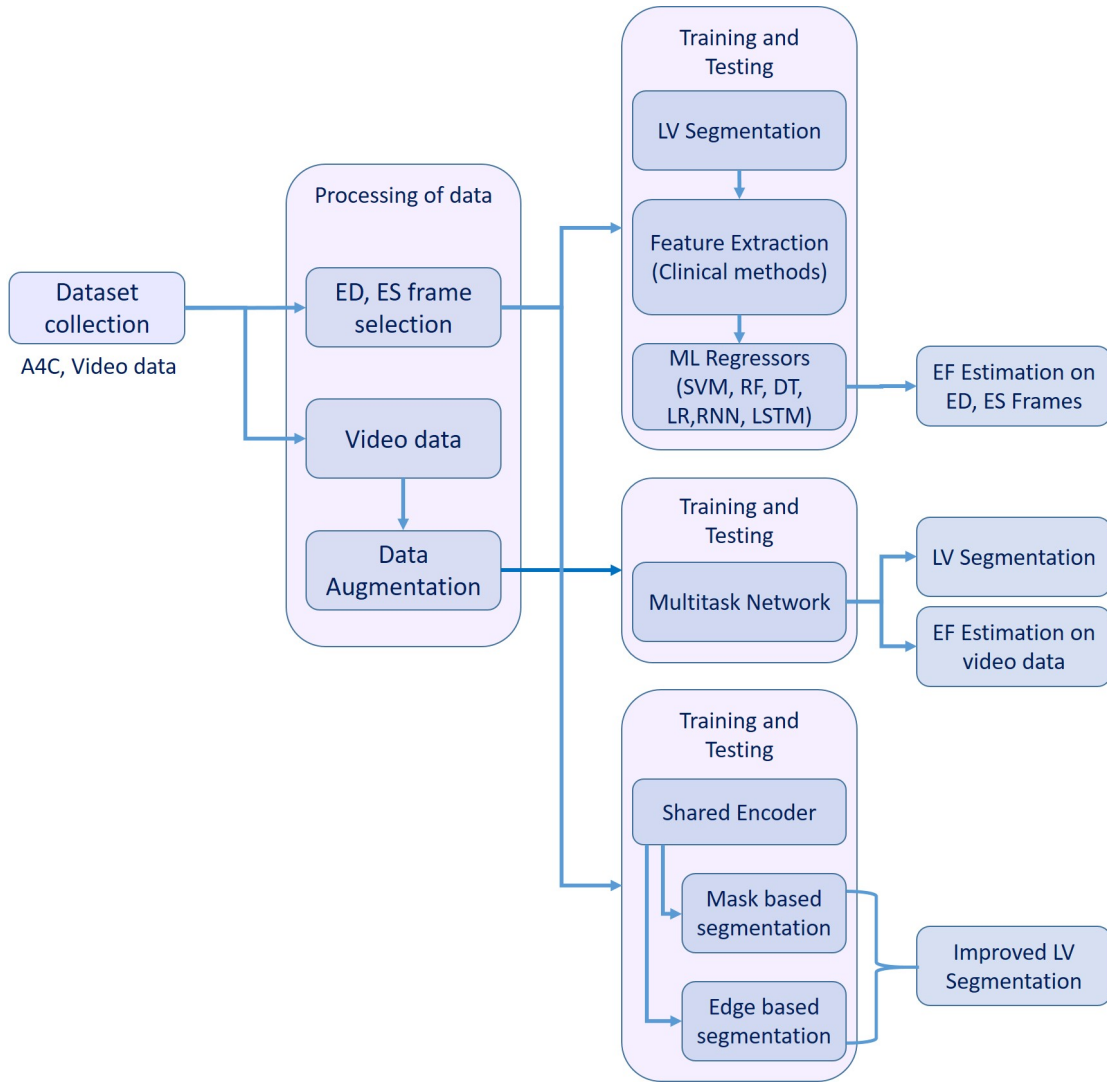 Dataset
collection
A4C, Video data
Processing of data
ED, ES frame
selection
Video data
Data
Augmentation
Training and
Testing
LV Segmentation
Feature Extraction
(Clinical methods)
ML Regressors
(SVM, RF, DT,
LR,RNN, LSTM)
EF Estimation on
ED, ES Frames
Training and
Testing
Multitask Network
LV Segmentation
EF Estimation on
video data
Training and
Testing
Shared Encoder
Mask based
segmentation
Edge based
segmentation
Improved LV
Segmentation